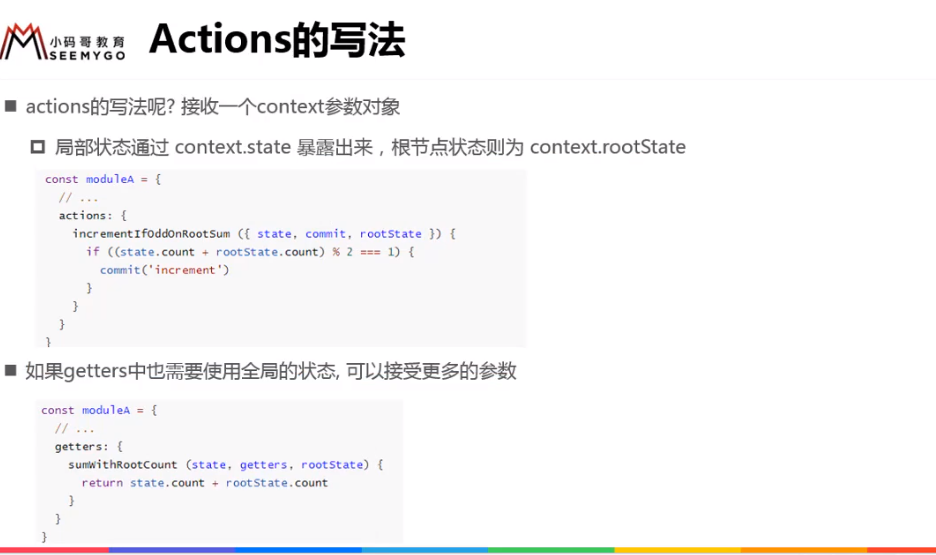 小码哥教育
SEEMYGO
Actions的写法
actions的写法呢? 接收一个context参数对象
局部状态通过 context.state 暴露出来，根节点状态则为 context.rootState
const moduleA = {
  // ...
  actions: {
    incrementIfOddOnRootSum ({ state, commit, rootState }) {
      if ((state.count + rootState.count) % 2 === 1) {
        commit('increment')
      }
    }
  }
}
如果getters中也需要使用全局的状态, 可以接受更多的参数
const moduleA = {
  // ...
  getters: {
    sumWithRootCount (state, getters, rootState) {
      return state.count + rootState.count
    }
  }
}